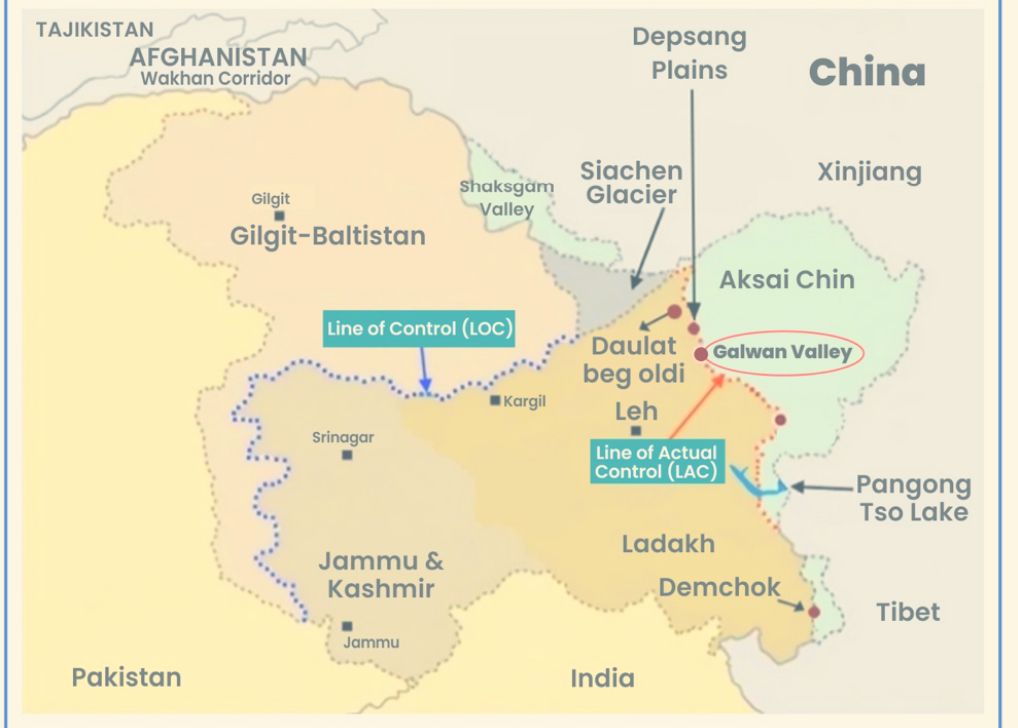 TAJIKISTAN
AFGHANISTAN
Wakhan Corridor
Depsang
Plains
China
Shaksgam
Valley
Siachen
Glacier
Xinjiang
Gilgit
Gilgit-Baltistan
Aksai Chin
Line of Control (LOC)
Daulat
beg oldi
Galwan Valley
Kargil
Leh
Srinagar
Line of Actual
Control (LAC)
Pangong
Tso Lake
Ladakh
Jammu &
Kashmir
Demchok
Tibet
Jammu
Pakistan
India